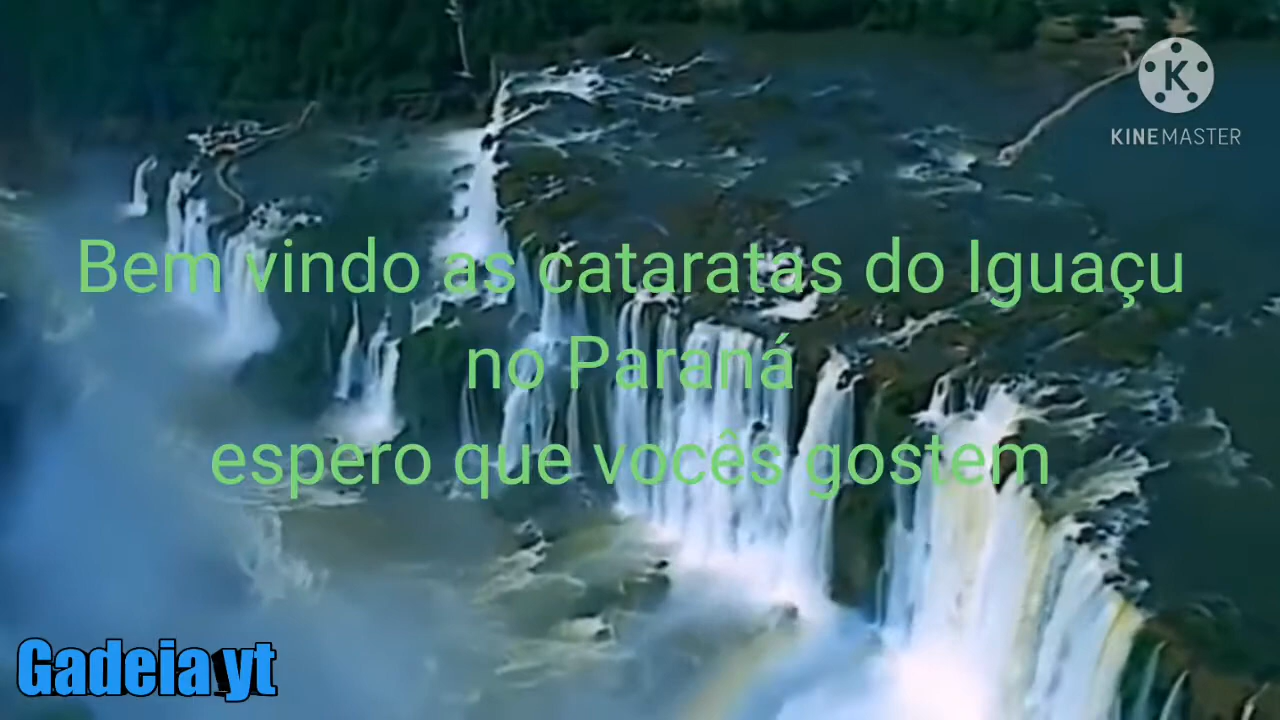 K
KINEMASTER
Bem vindo as cataratas do Iguaçu
no Paraná
espero que vocês gostem
Gadeia yt